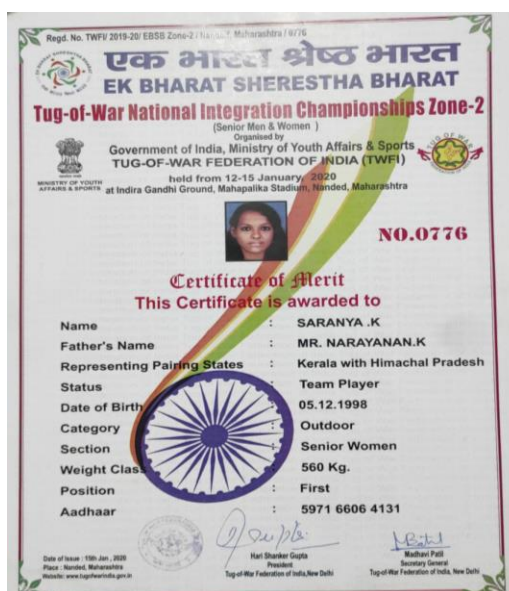 Regd. No. TWFI/ 2019-20/ EBSB Zone-2 / Nanded, Maharashtra / 0776
एक भारत श्रेष्ठ भारत
EK BHARAT SHERESTHA BHARAT
Tug-of-War National Integration Championships Zone-2
(Senior Men & Women )
Organised by
Government of India, Ministry of Youth Affairs & Sports
TUG-OF-WAR FEDERATION OF INDIA (TWFI)
held from 12-15 January, 2020
at Indira Gandhi Ground, Mahapalika Stadium, Nanded, Maharashtra
MINISTRY OF YOUTH
AFFAIRS & SPORTS
TUG OF WAR
NO.0776
Certificate of Merit
This Certificate is awarded to
Name : SARANYA .K
Father's Name : MR. NARAYANAN.K
Representing Pairing States : Kerala with Himachal Pradesh
Status : Team Player
Date of Birth : 05.12.1998
Category : Outdoor
Section : Senior Women
Weight Class : 560 Kg.
Position : First
Aadhaar : 5971 6606 4131
Date of Issue : 15th Jan , 2020
Place : Nanded, Maharashtra
Website: www.tugofwarindia.gov.in
Hari Shanker Gupta
President
Tug-of-War Federation of India,New Delhi
Madhavi Patil
Secretary General
Tug-of-War Federation of India, New Delhi